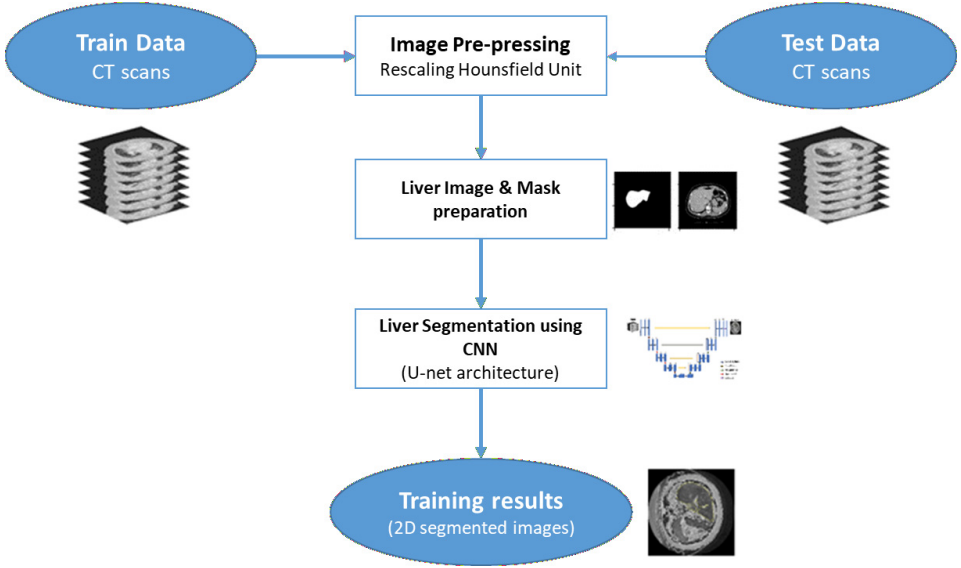 Train Data
CT scans
Image Pre-pressing
Rescaling Hounsfield Unit
Test Data
CT scans
Liver Image & Mask
preparation
Liver Segmentation using
CNN
(U-net architecture)
Training results
(2D segmented images)